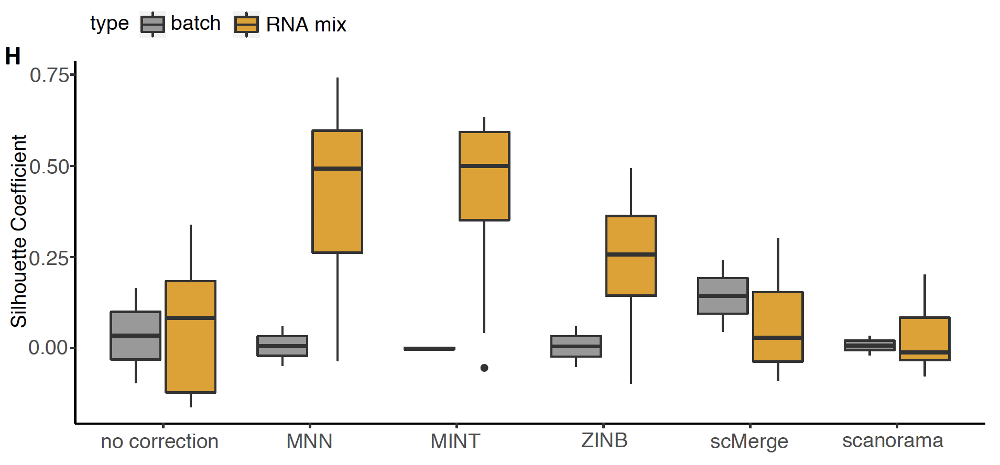 type batch RNA mix
H
0.75
0.50
0.25
0.00
Silhouette Coefficient
no correction MNN MINT ZINB scMerge scanorama